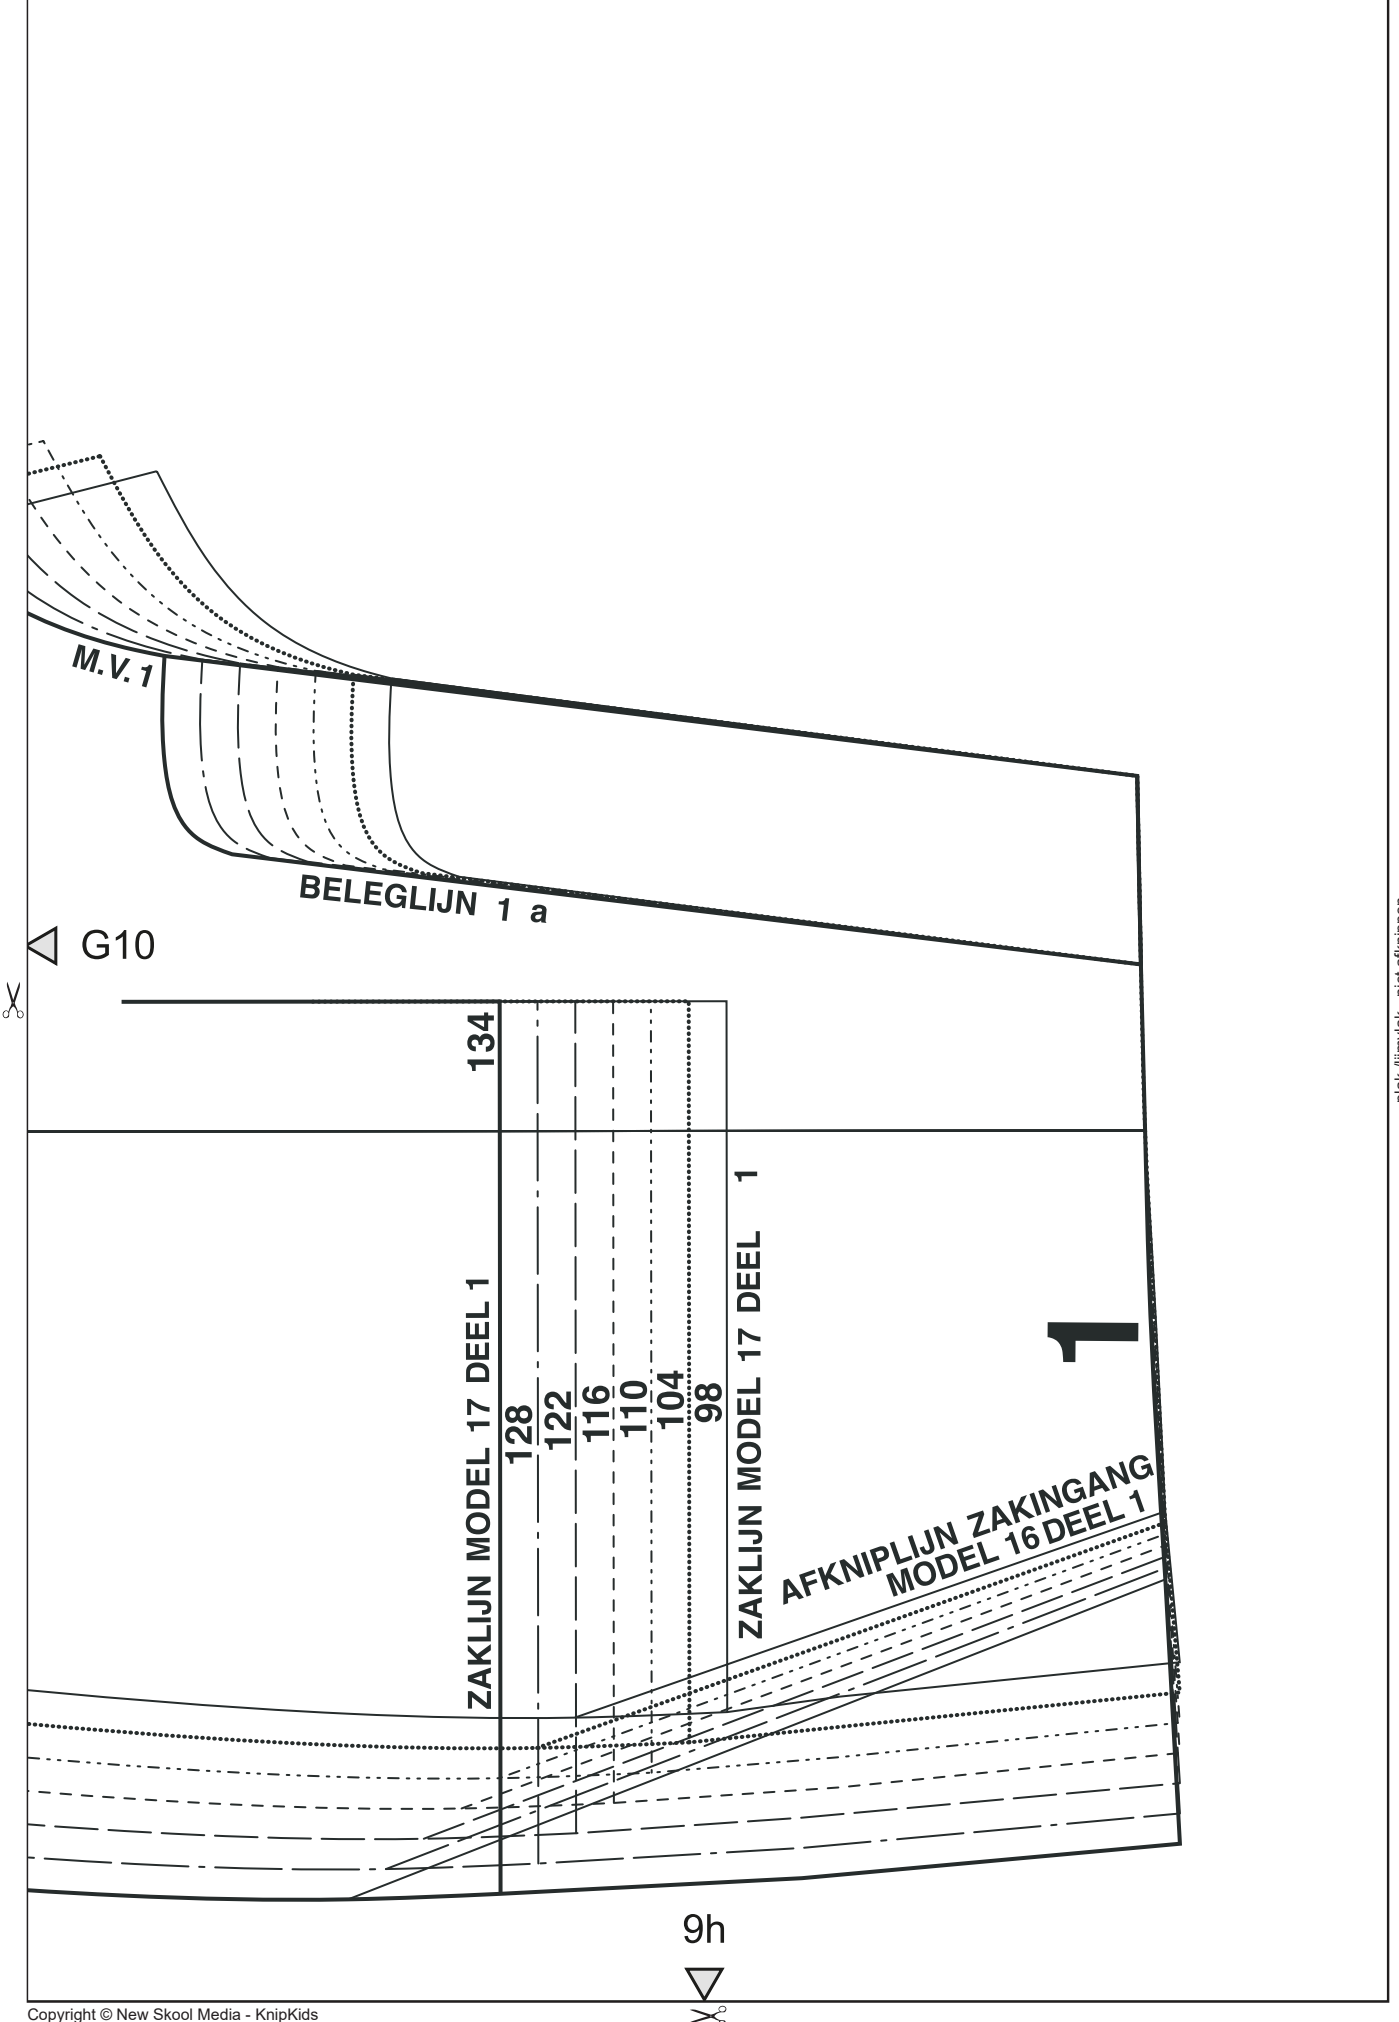 M.V. 1
BELEGLIJN 1 a
G10
134
ZAKLIJN MODEL 17 DEEL 1
128
122
116
110
104
98
ZAKLIJN MODEL 17 DEEL 1
1
AFKNIPLIJN ZAKINGANG
MODEL 16 DEEL 1
9h
Copyright © New Skool Media - KnipKids